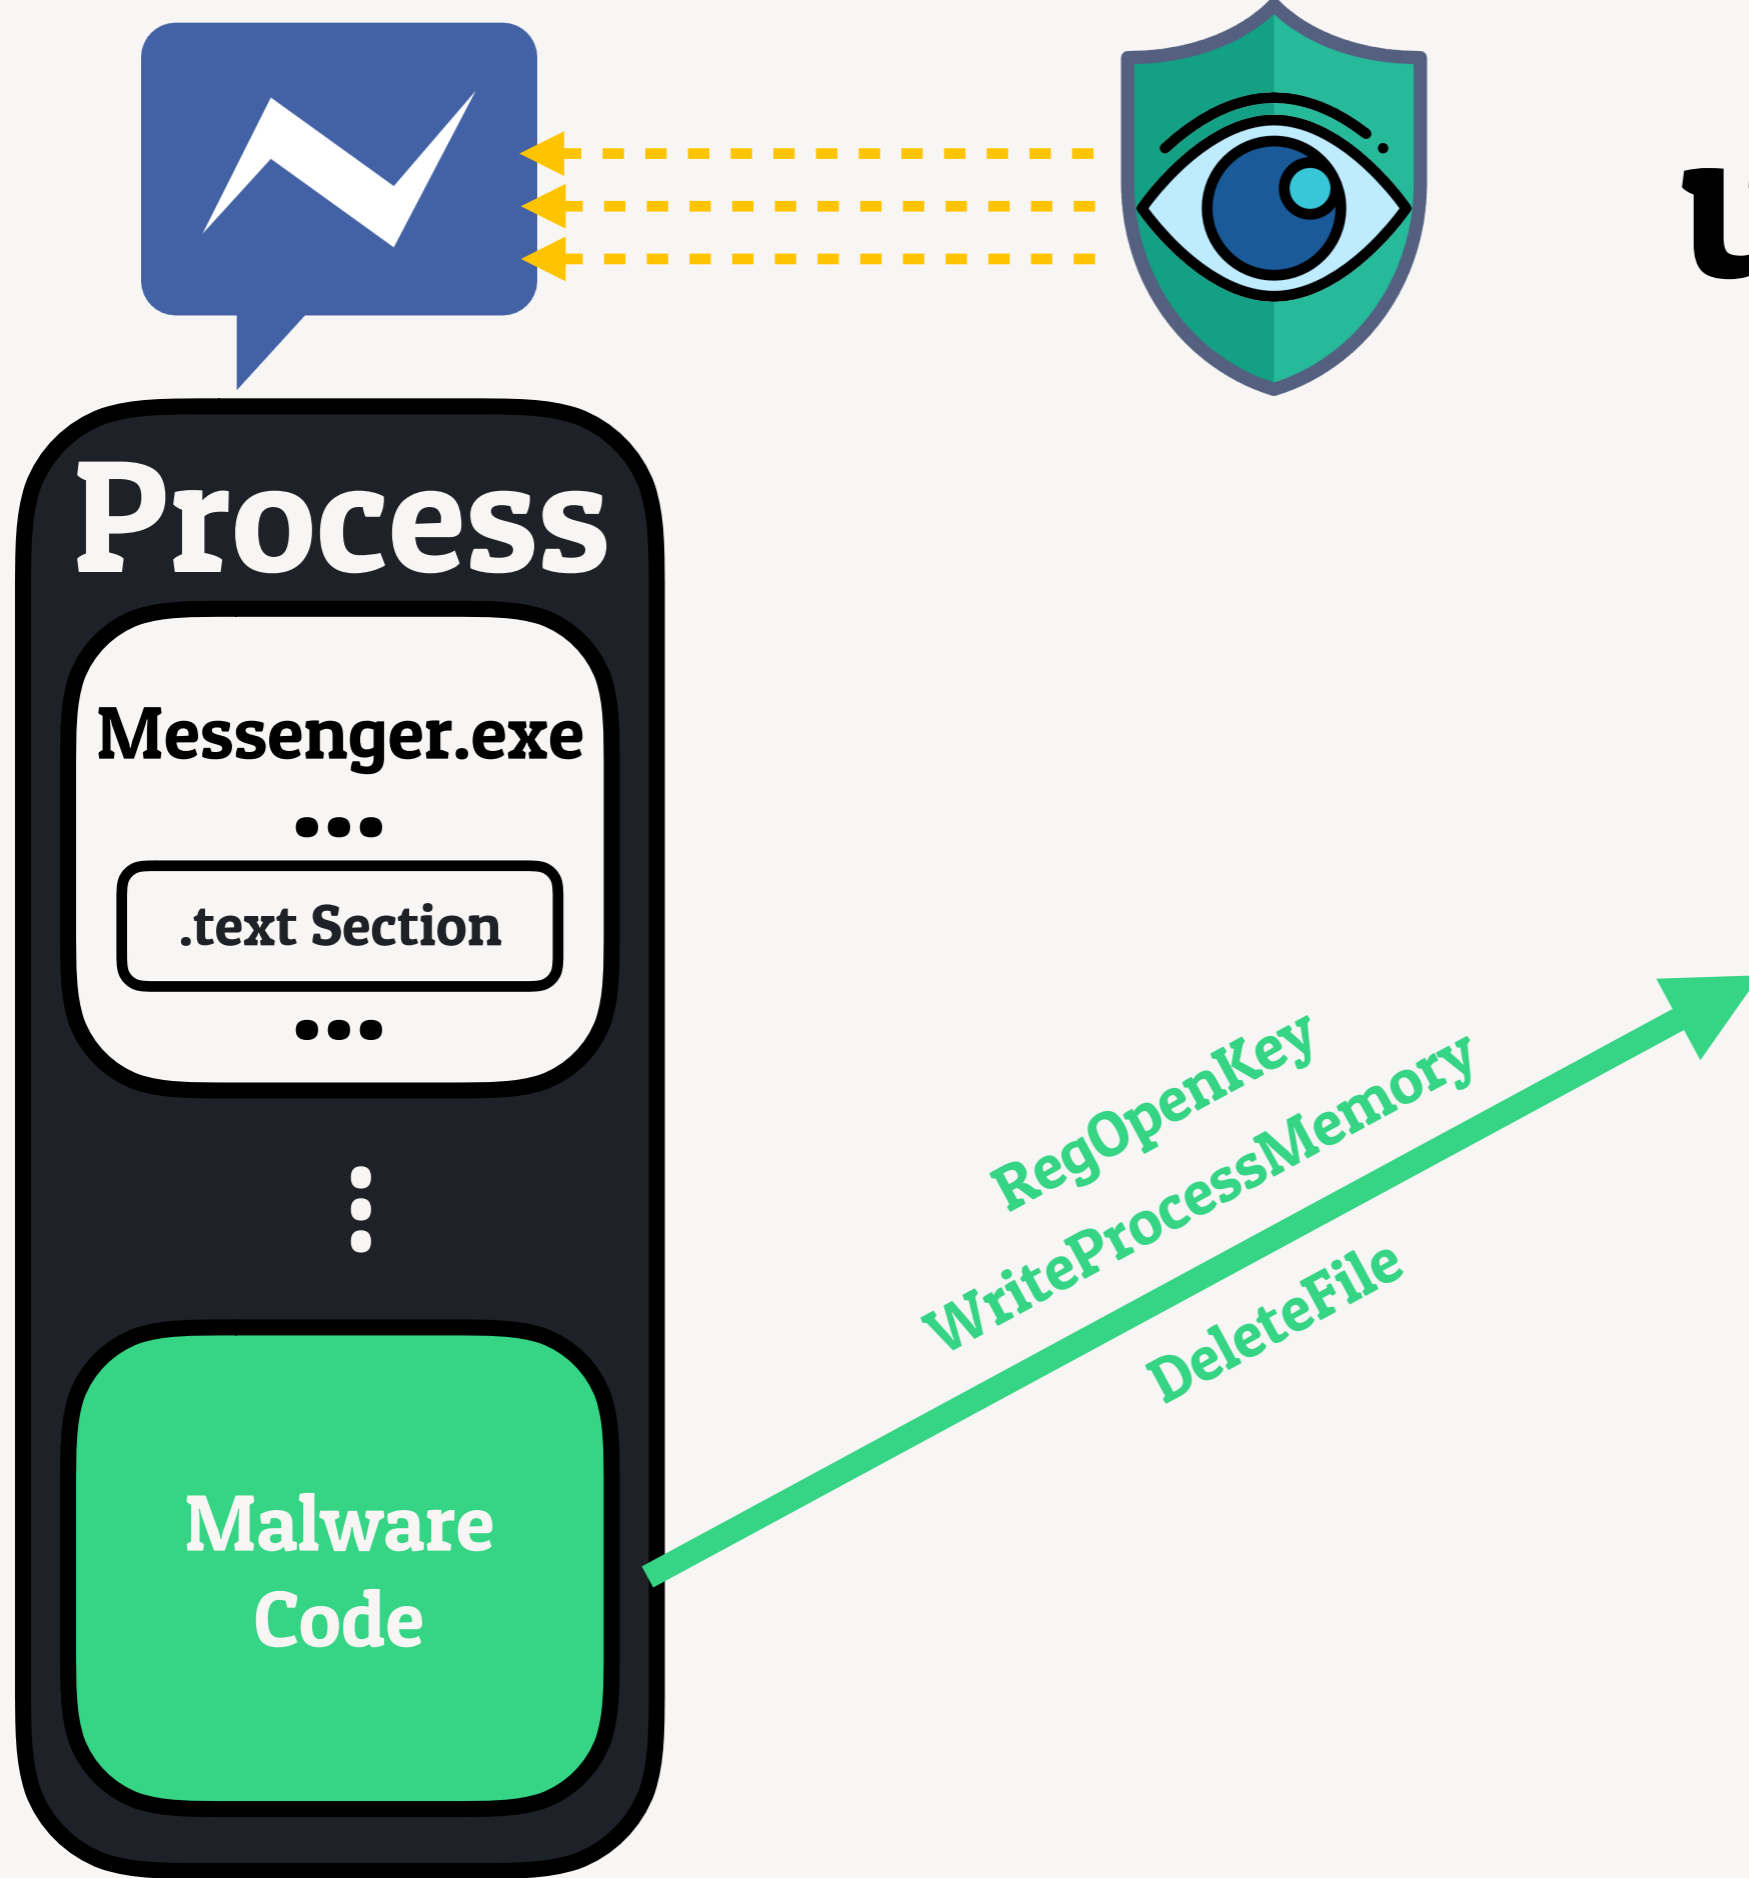 Process
Messenger.exe
...
.text Section
...
RegOpenKey
WriteProcessMemory
DeleteFile
Malware
Code